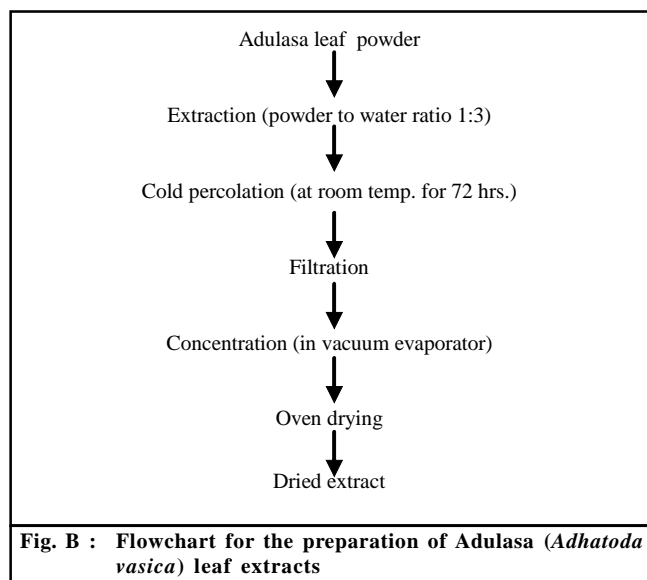 Adulasa leaf powder
Extraction (powder to water ratio 1:3)
Cold percolation (at room temp. for 72 hrs.)
Filtration
Concentration (in vacuum evaporator)
Oven drying
Dried extract
Fig. B : Flowchart for the preparation of Adulasa (Adhatoda
vasica) leaf extracts